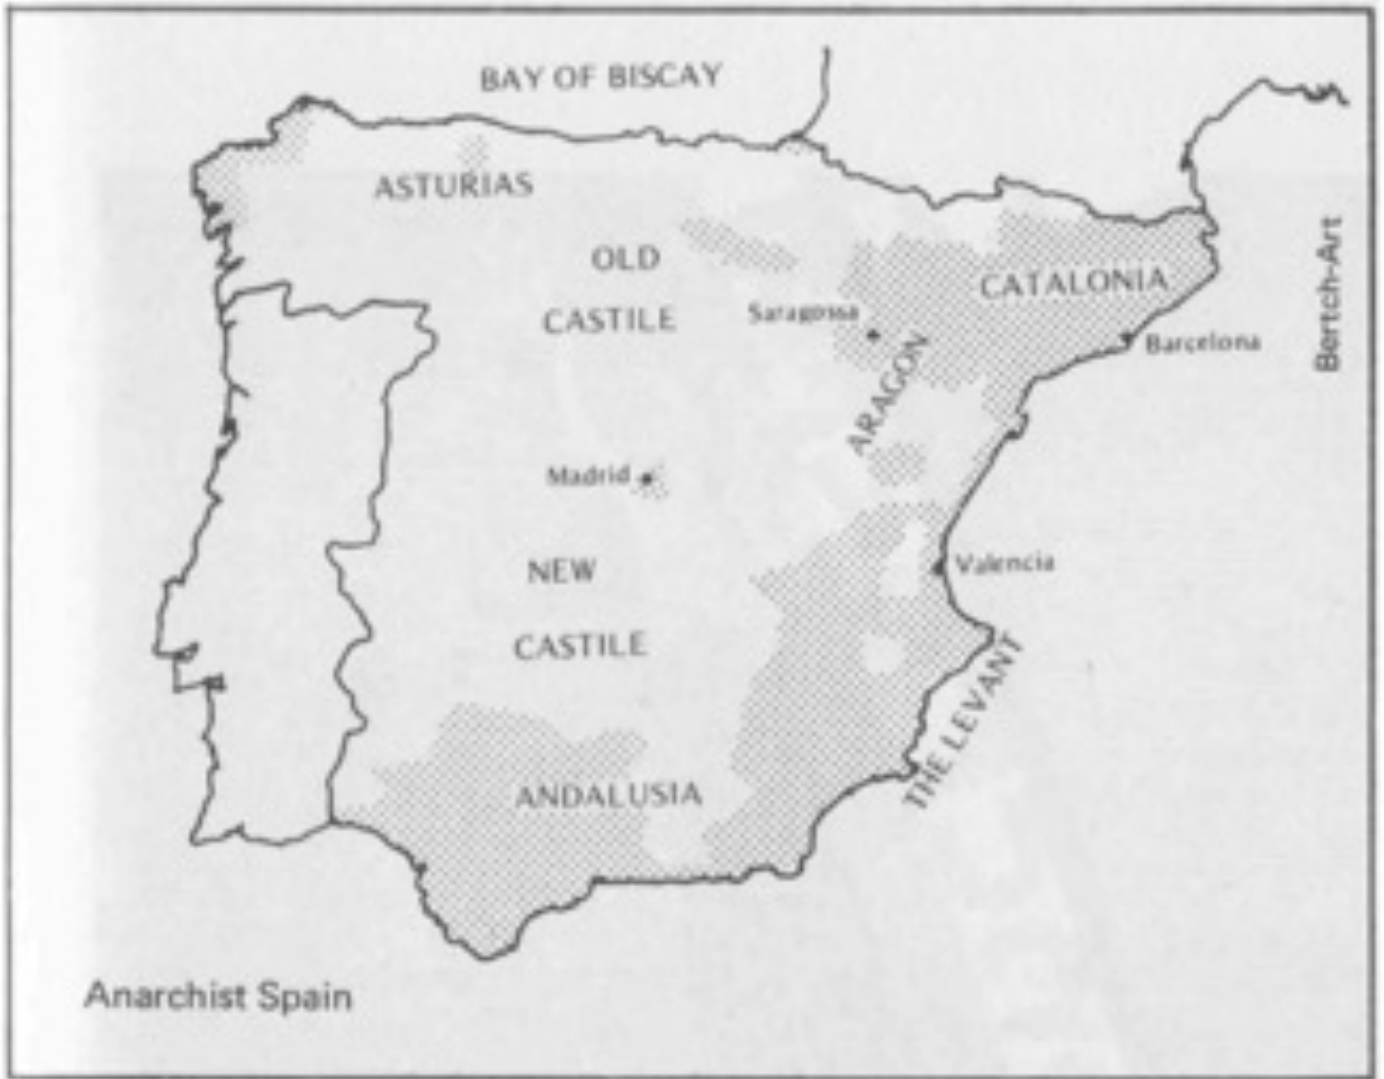 BAY OF BISCAY
ASTURIAS
OLD
CASTILE
CATALONIA
Saragossa
Barcelona
ARAGON
Madrid
NEW
CASTILE
Valencia
THE LEVANT
ANDALUSIA
Anarchist Spain
Bertch-Art